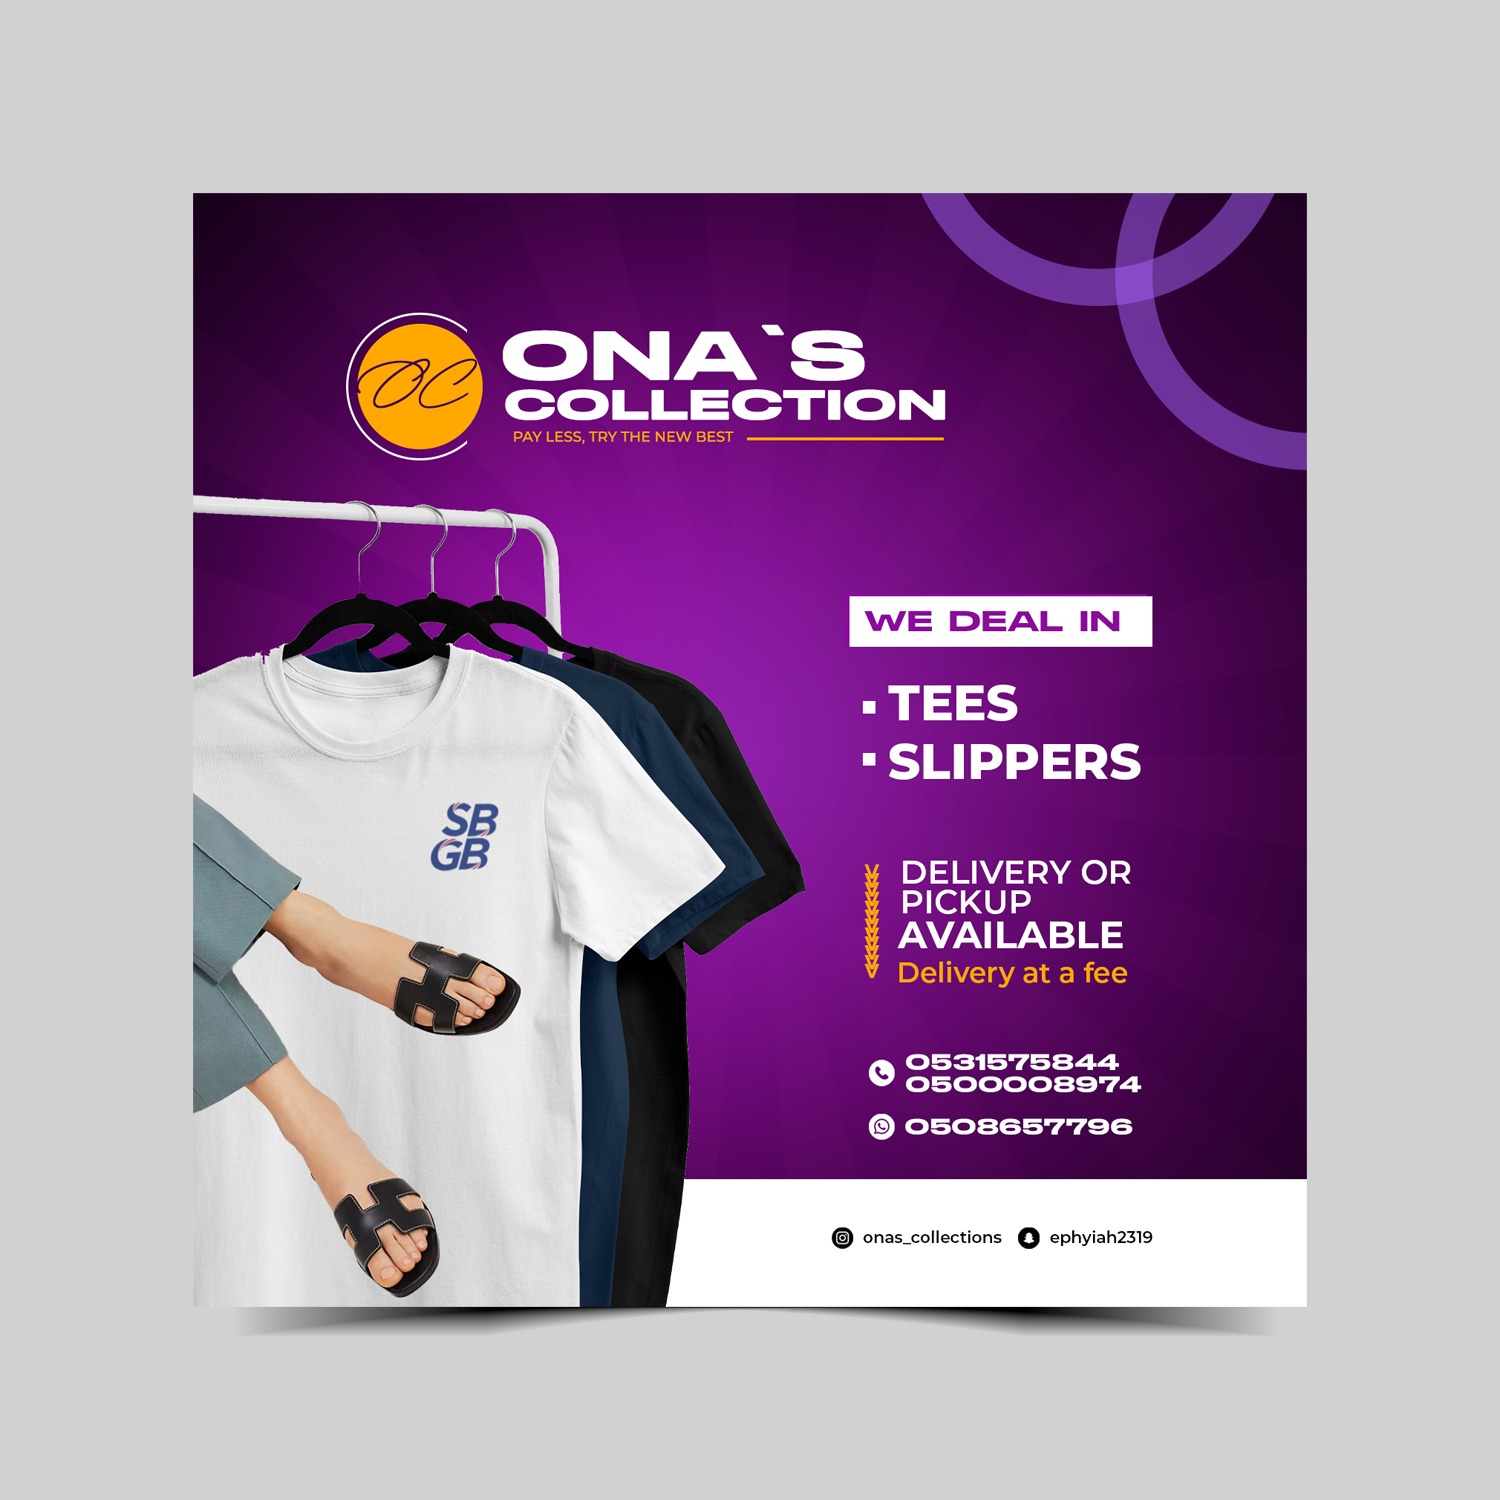 OC
ONA`S
COLLECTION
PAY LESS, TRY THE NEW BEST
WE DEAL IN
TEES
SLIPPERS
SB
GB
DELIVERY OR
PICKUP
AVAILABLE
Delivery at a fee
0531575844
0500008974
0508657796
onas_collections ephyiah2319